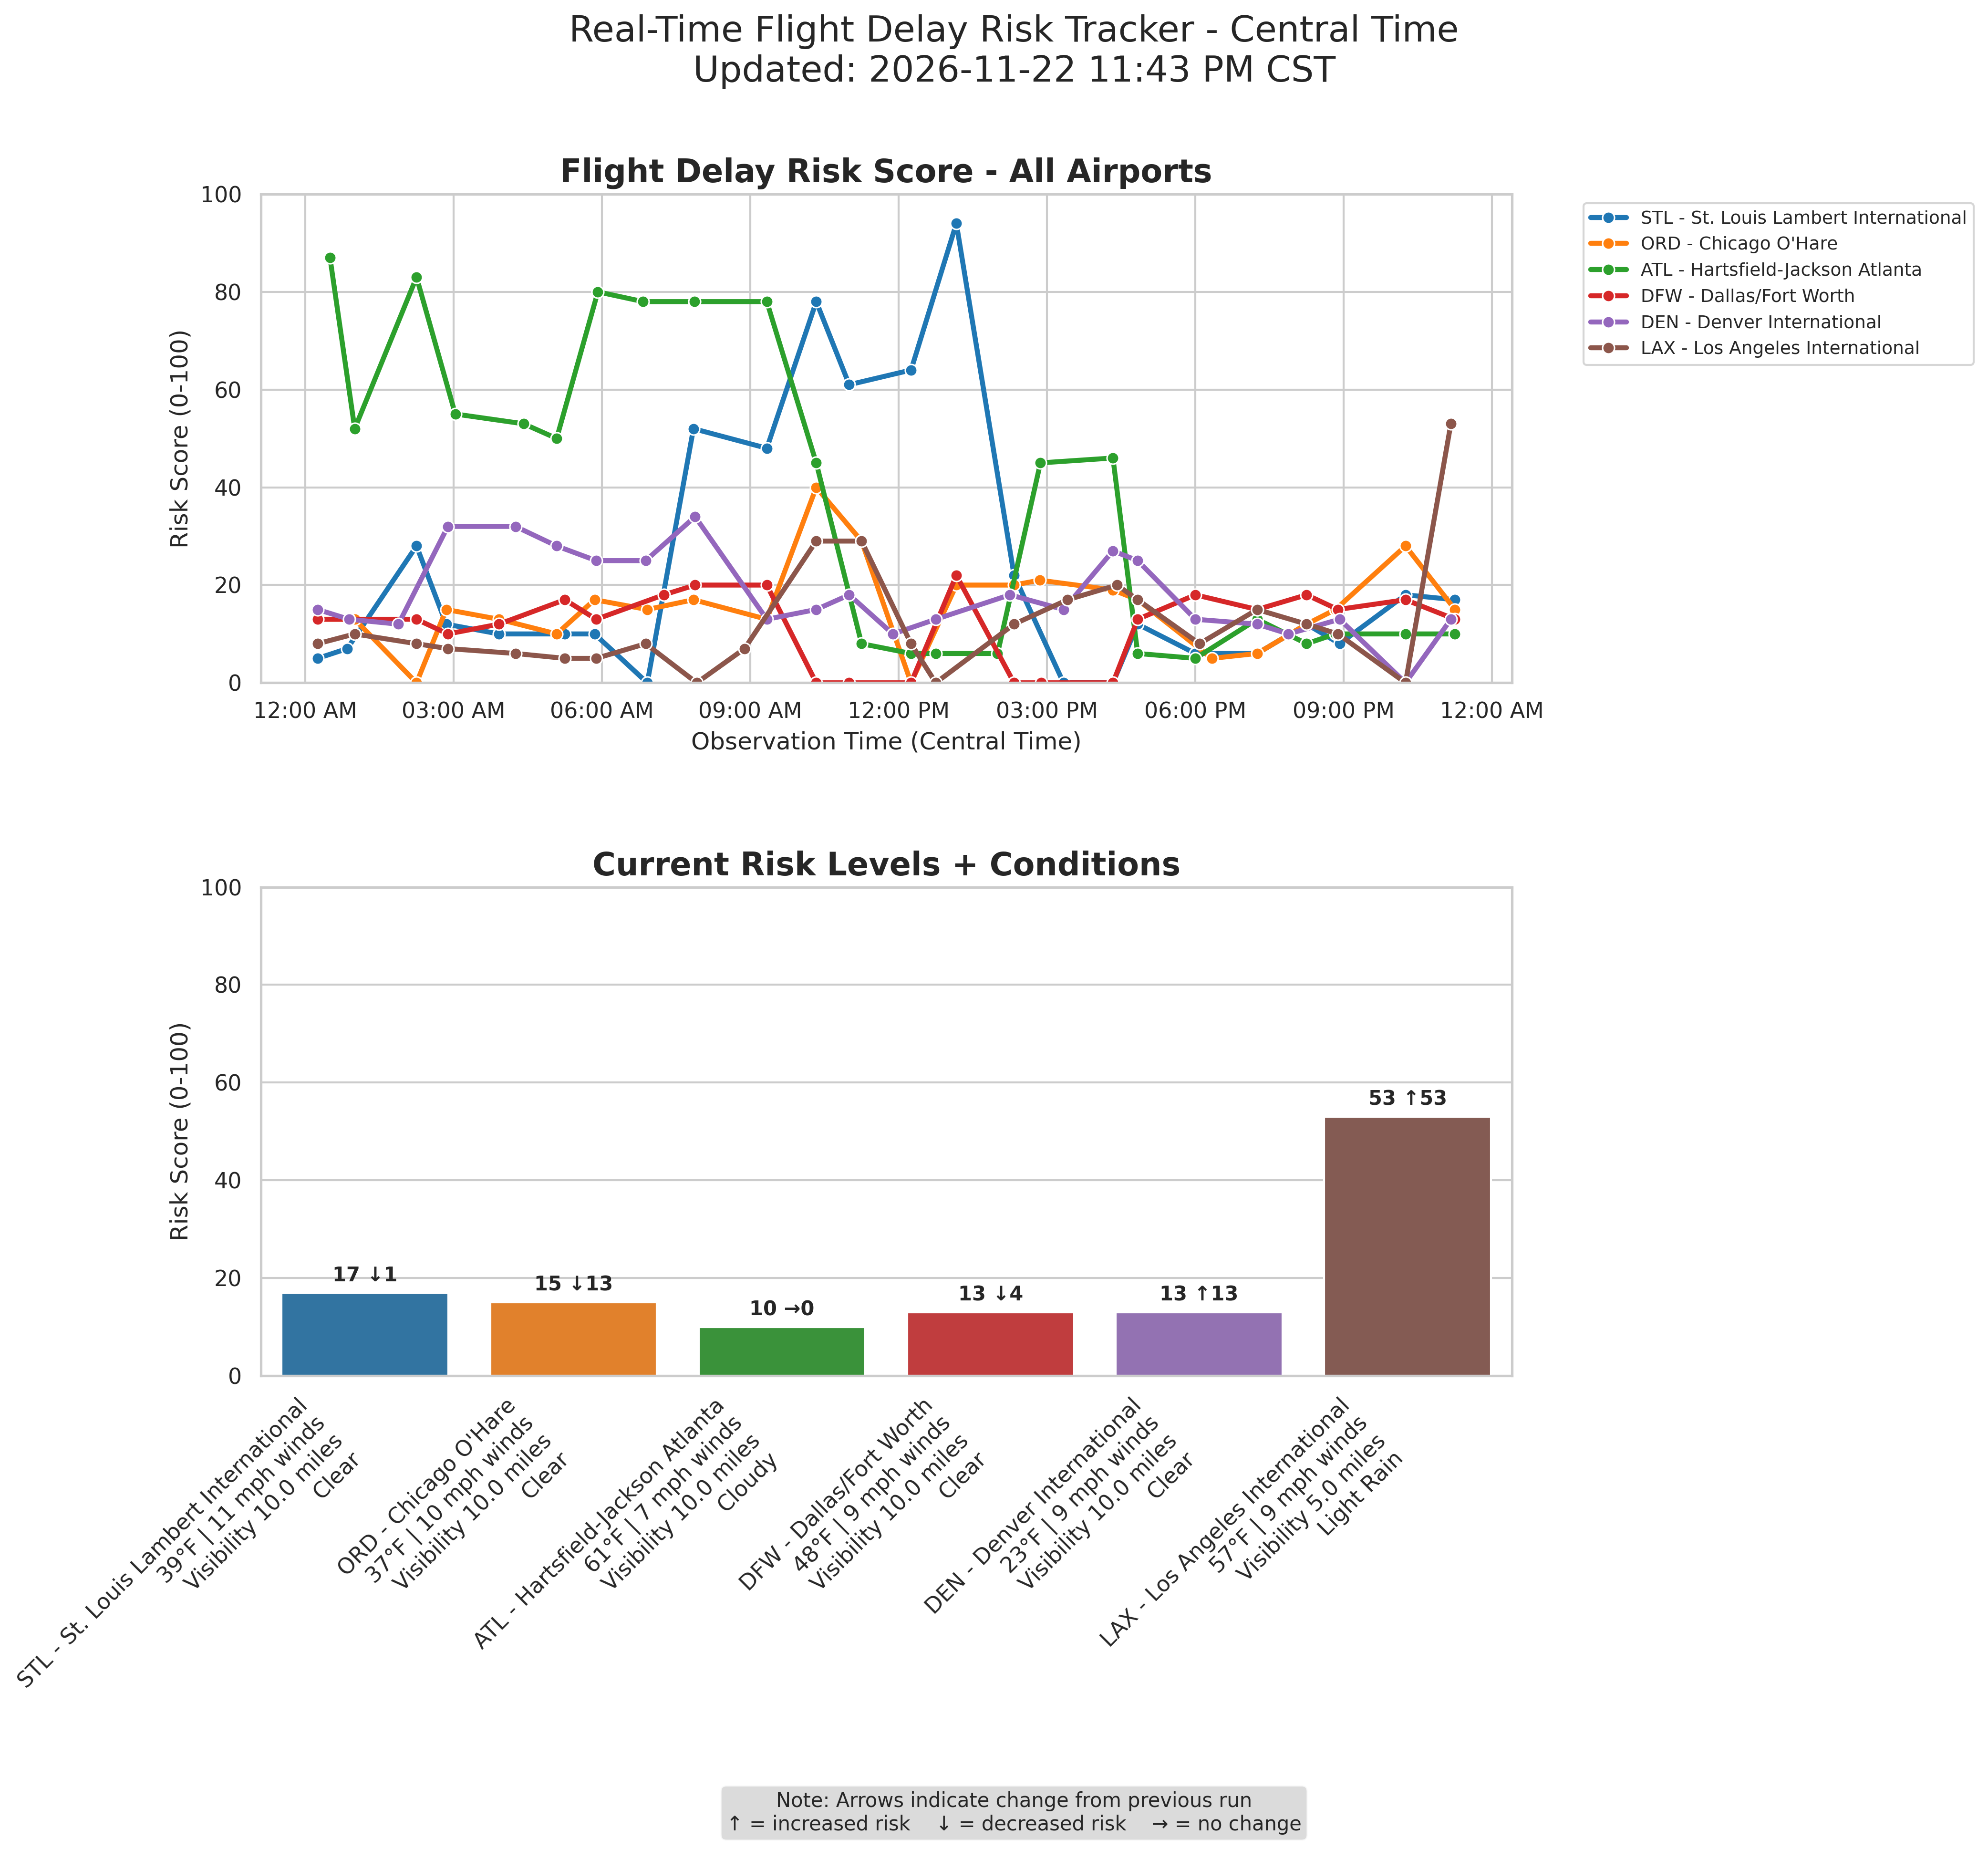 Real-Time Flight Delay Risk Tracker - Central Time
Updated: 2026-11-22 11:43 PM CST
Flight Delay Risk Score - All Airports
Risk Score (0-100)
100
80
60
40
20
0
12:00 AM
03:00 AM
06:00 AM
09:00 AM
12:00 PM
03:00 PM
06:00 PM
09:00 PM
12:00 AM
Observation Time (Central Time)
STL - St. Louis Lambert International
ORD - Chicago O'Hare
ATL - Hartsfield-Jackson Atlanta
DFW - Dallas/Fort Worth
DEN - Denver International
LAX - Los Angeles International
Current Risk Levels + Conditions
Risk Score (0-100)
100
80
60
40
20
0
17 ↓1
15 ↓13
10 →0
13 ↓4
13 ↑13
53 ↑53
STL - St. Louis Lambert International
39°F | 11 mph winds
Visibility 10.0 miles
Clear
ORD - Chicago O'Hare
37°F | 10 mph winds
Visibility 10.0 miles
Clear
ATL - Hartsfield-Jackson Atlanta
61°F | 7 mph winds
Visibility 10.0 miles
Cloudy
DFW - Dallas/Fort Worth
48°F | 9 mph winds
Visibility 10.0 miles
Clear
DEN - Denver International
23°F | 9 mph winds
Visibility 10.0 miles
Clear
LAX - Los Angeles International
57°F | 9 mph winds
Visibility 5.0 miles
Light Rain
Note: Arrows indicate change from previous run
↑ = increased risk    ↓ = decreased risk    → = no change